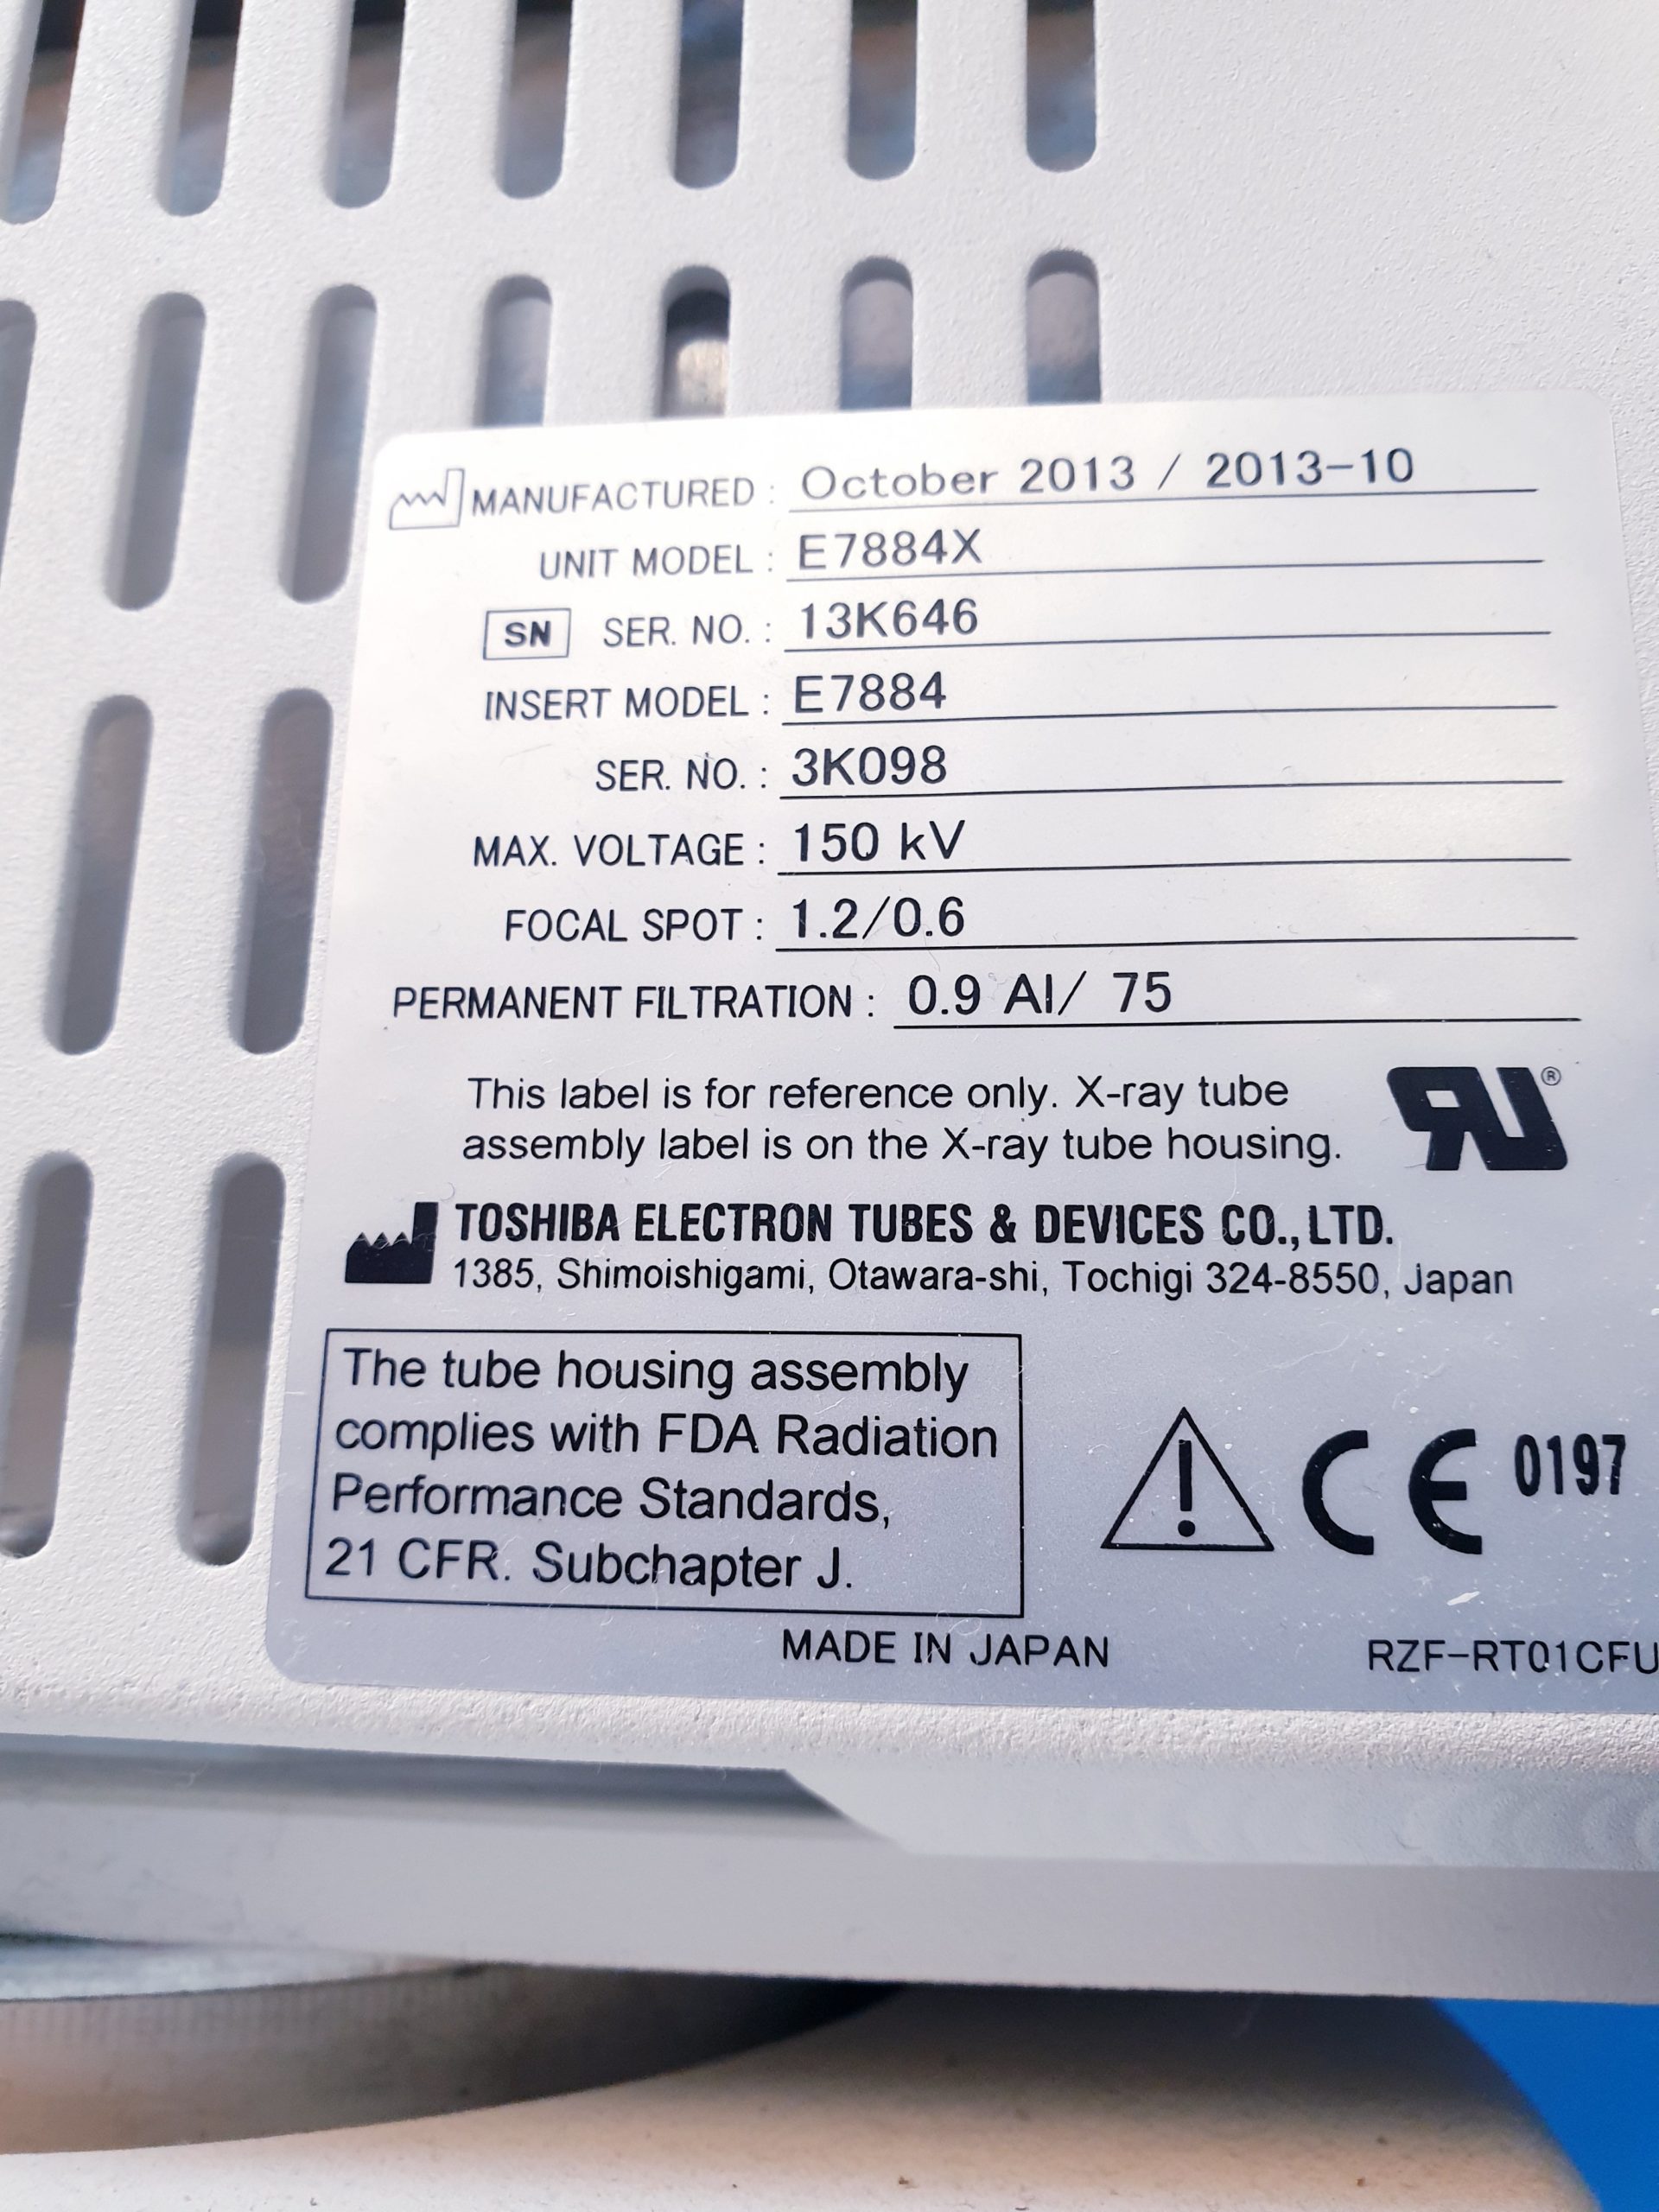 MANUFACTURED : October 2013 / 2013-10
UNIT MODEL : E7884X
SN SER. NO. : 13K646
INSERT MODEL : E7884
SER. NO. : 3K098
MAX. VOLTAGE : 150 kV
FOCAL SPOT : 1.2/0.6
PERMANENT FILTRATION : 0.9 Al/ 75
This label is for reference only. X-ray tube
assembly label is on the X-ray tube housing.
®
TOSHIBA ELECTRON TUBES & DEVICES CO., LTD.
1385, Shimoishigami, Otawara-shi, Tochigi 324-8550, Japan
The tube housing assembly
complies with FDA Radiation
Performance Standards,
21 CFR. Subchapter J.
CE 0197
MADE IN JAPAN
RZF-RT01CFU